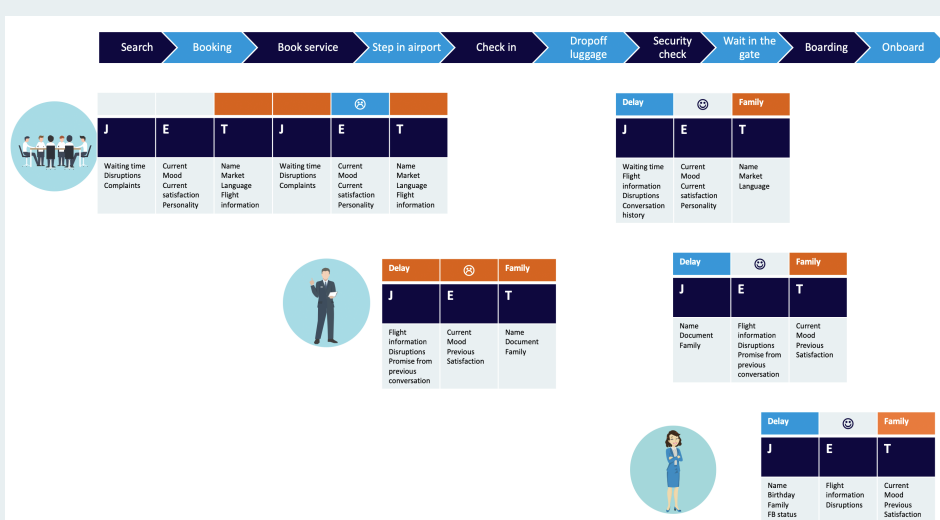 Search
Booking
Book service
Step in airport
Check in
Dropoff
luggage
Security
check
Wait in the
gate
Boarding
Onboard
J
E
T
J
E
T
Waiting time
Disruptions
Complaints
Current
Mood
Current
satisfaction
Personality
Name
Market
Language
Flight
information
Waiting time
Disruptions
Complaints
Current
Mood
Current
satisfaction
Personality
Name
Market
Language
Flight
information
Delay
Family
J
E
T
Waiting time
Flight
information
Disruptions
Conversation
history
Current
Mood
Current
satisfaction
Personality
Name
Market
Language
Delay
Family
J
E
T
Flight
information
Disruptions
Promise from
previous
conversation
Current
Mood
Previous
Satisfaction
Name
Document
Family
Delay
Family
J
E
T
Name
Document
Family
Flight
information
Disruptions
Promise from
previous
conversation
Current
Mood
Previous
Satisfaction
Delay
Family
J
E
T
Name
Birthday
Family
FB status
Flight
information
Disruptions
Current
Mood
Previous
Satisfaction